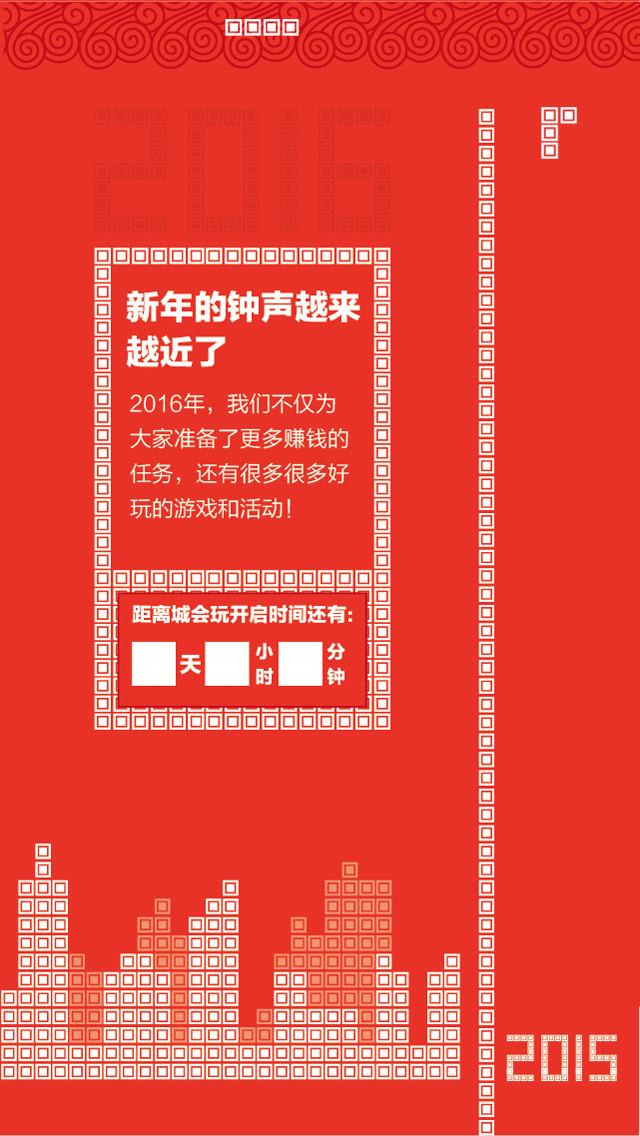 2016
新年的钟声越来
越近了
2016年，我们不仅为
大家准备了更多赚钱的
任务，还有很多很多好
玩的游戏和活动！
距离城会玩开启时间还有：
天 小时 分钟
2015